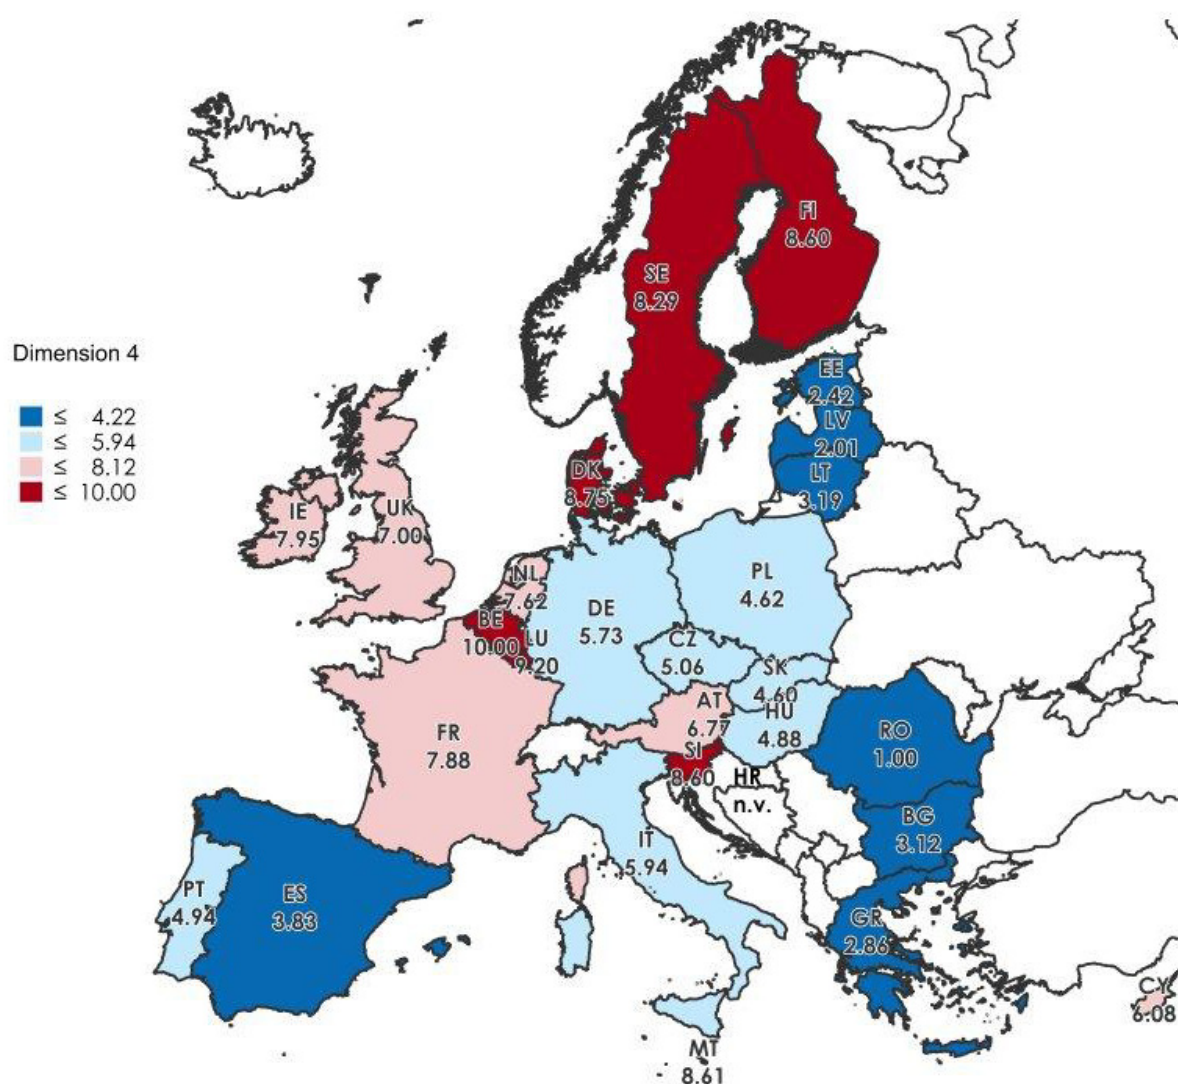 FI
8.60
SE
8.29
Dimension 4
≤ 4.22
≤ 5.94
≤ 8.12
≤ 10.00
EE
2.42
LV
2.01
LT
3.19
DK
8.75
IE
7.95
UK
7.00
NL
7.62
BE
10.00
LU
9.20
DE
5.73
PL
4.62
CZ
5.06
SK
4.60
AT
6.77
HU
4.88
SI
8.60
HR
n.v.
FR
7.88
RO
1.00
BG
3.12
IT
5.94
PT
4.94
ES
3.83
GR
2.86
CY
6.08
MT
8.61